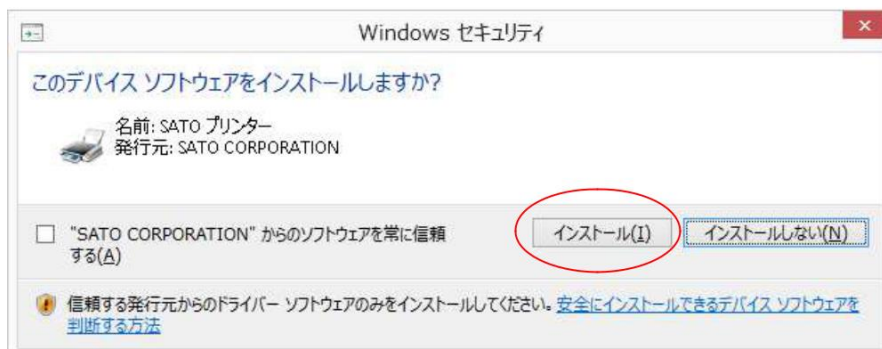 Windows セキュリティ
このデバイス ソフトウェアをインストールしますか?
名前: SATO プリンター
発行元: SATO CORPORATION
"SATO CORPORATION" からのソフトウェアを常に信頼
する(A)
インストール(I)
インストールしない(N)
信頼する発行元からのドライバー ソフトウェアのみをインストールしてください。安全にインストールできるデバイス ソフトウェアを
判断する方法